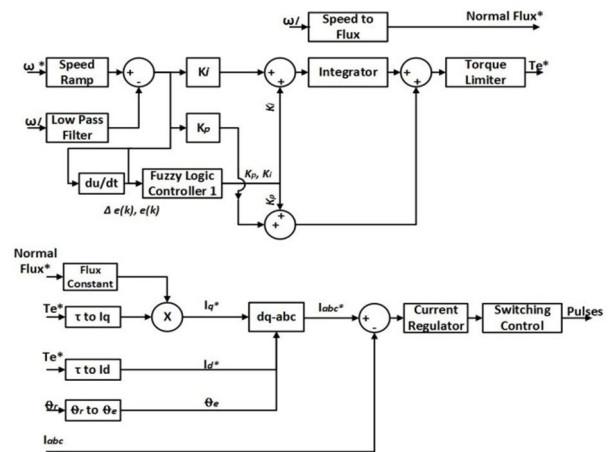 ω/
Speed to
Flux
Normal Flux*
ω*
Speed
Ramp
+
-
Ki
+
+
Integrator
+
+
Torque
Limiter
Te*
ω/
Low Pass
Filter
Kp
Ki
du/dt
Fuzzy Logic
Controller 1
Kp, Ki
Kp
Δ e(k), e(k)
+
+
Normal
Flux*
Flux
Constant
Te*
τ to Iq
X
Iq*
dq-abc
Iabc*
+
-
Current
Regulator
Switching
Control
Pulses
Te*
τ to Id
Id*
θr
θr to θe
θe
Iabc